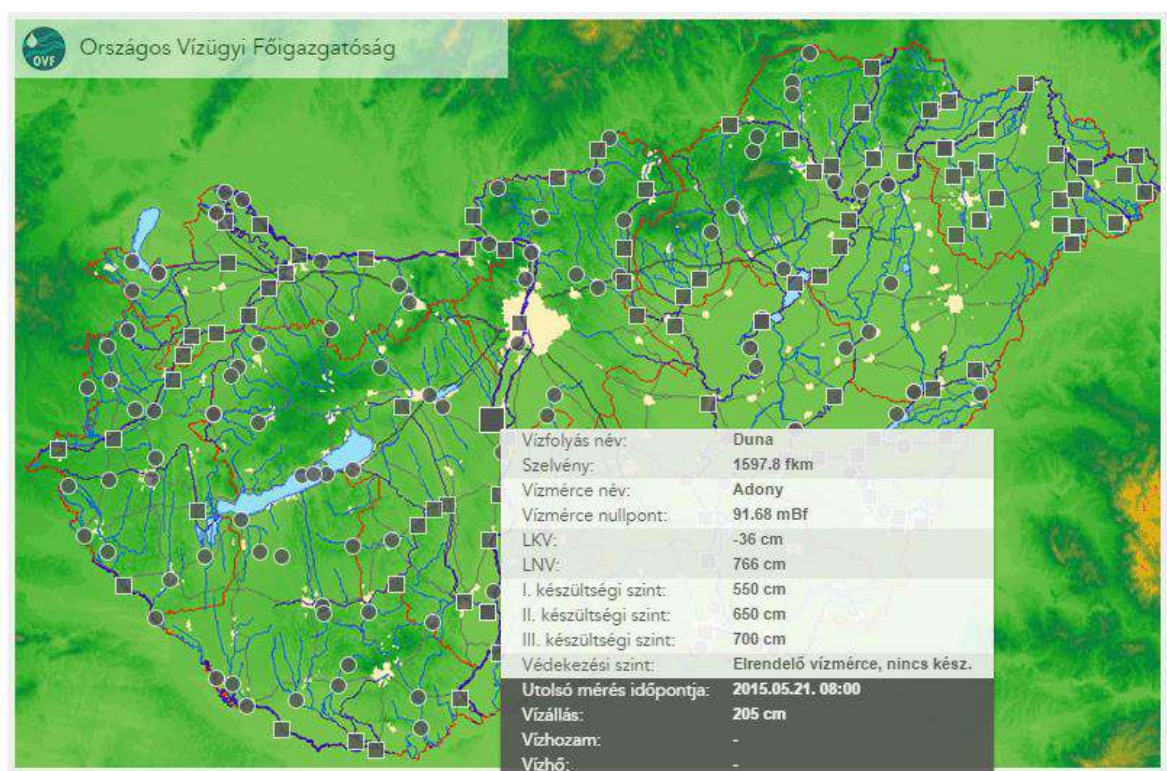 OVF
Országos Vízügyi Főigazgatóság
Vízfolyás név: Duna
Szelvény: 1597.8 fkm
Vízmérce név: Adony
Vízmérce nullpont: 91.68 mBf
LKV: -36 cm
LNV: 766 cm
I. készültségi szint: 550 cm
II. készültségi szint: 650 cm
III. készültségi szint: 700 cm
Védekezési szint: Elrendelő vízmérce, nincs kész.
Utolsó mérés időpontja: 2015.05.21. 08:00
Vízállás: 205 cm
Vízhozam: -
Vízhő: -